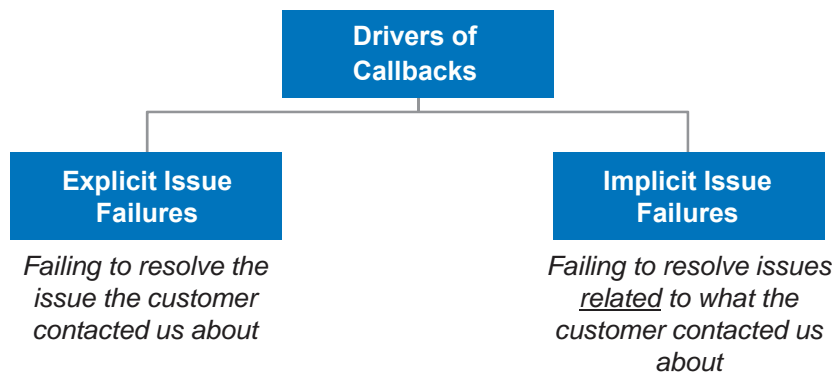 Drivers of
Callbacks
Explicit Issue
Failures
Failing to resolve the
issue the customer
contacted us about
Implicit Issue
Failures
Failing to resolve issues
related to what the
customer contacted us
about